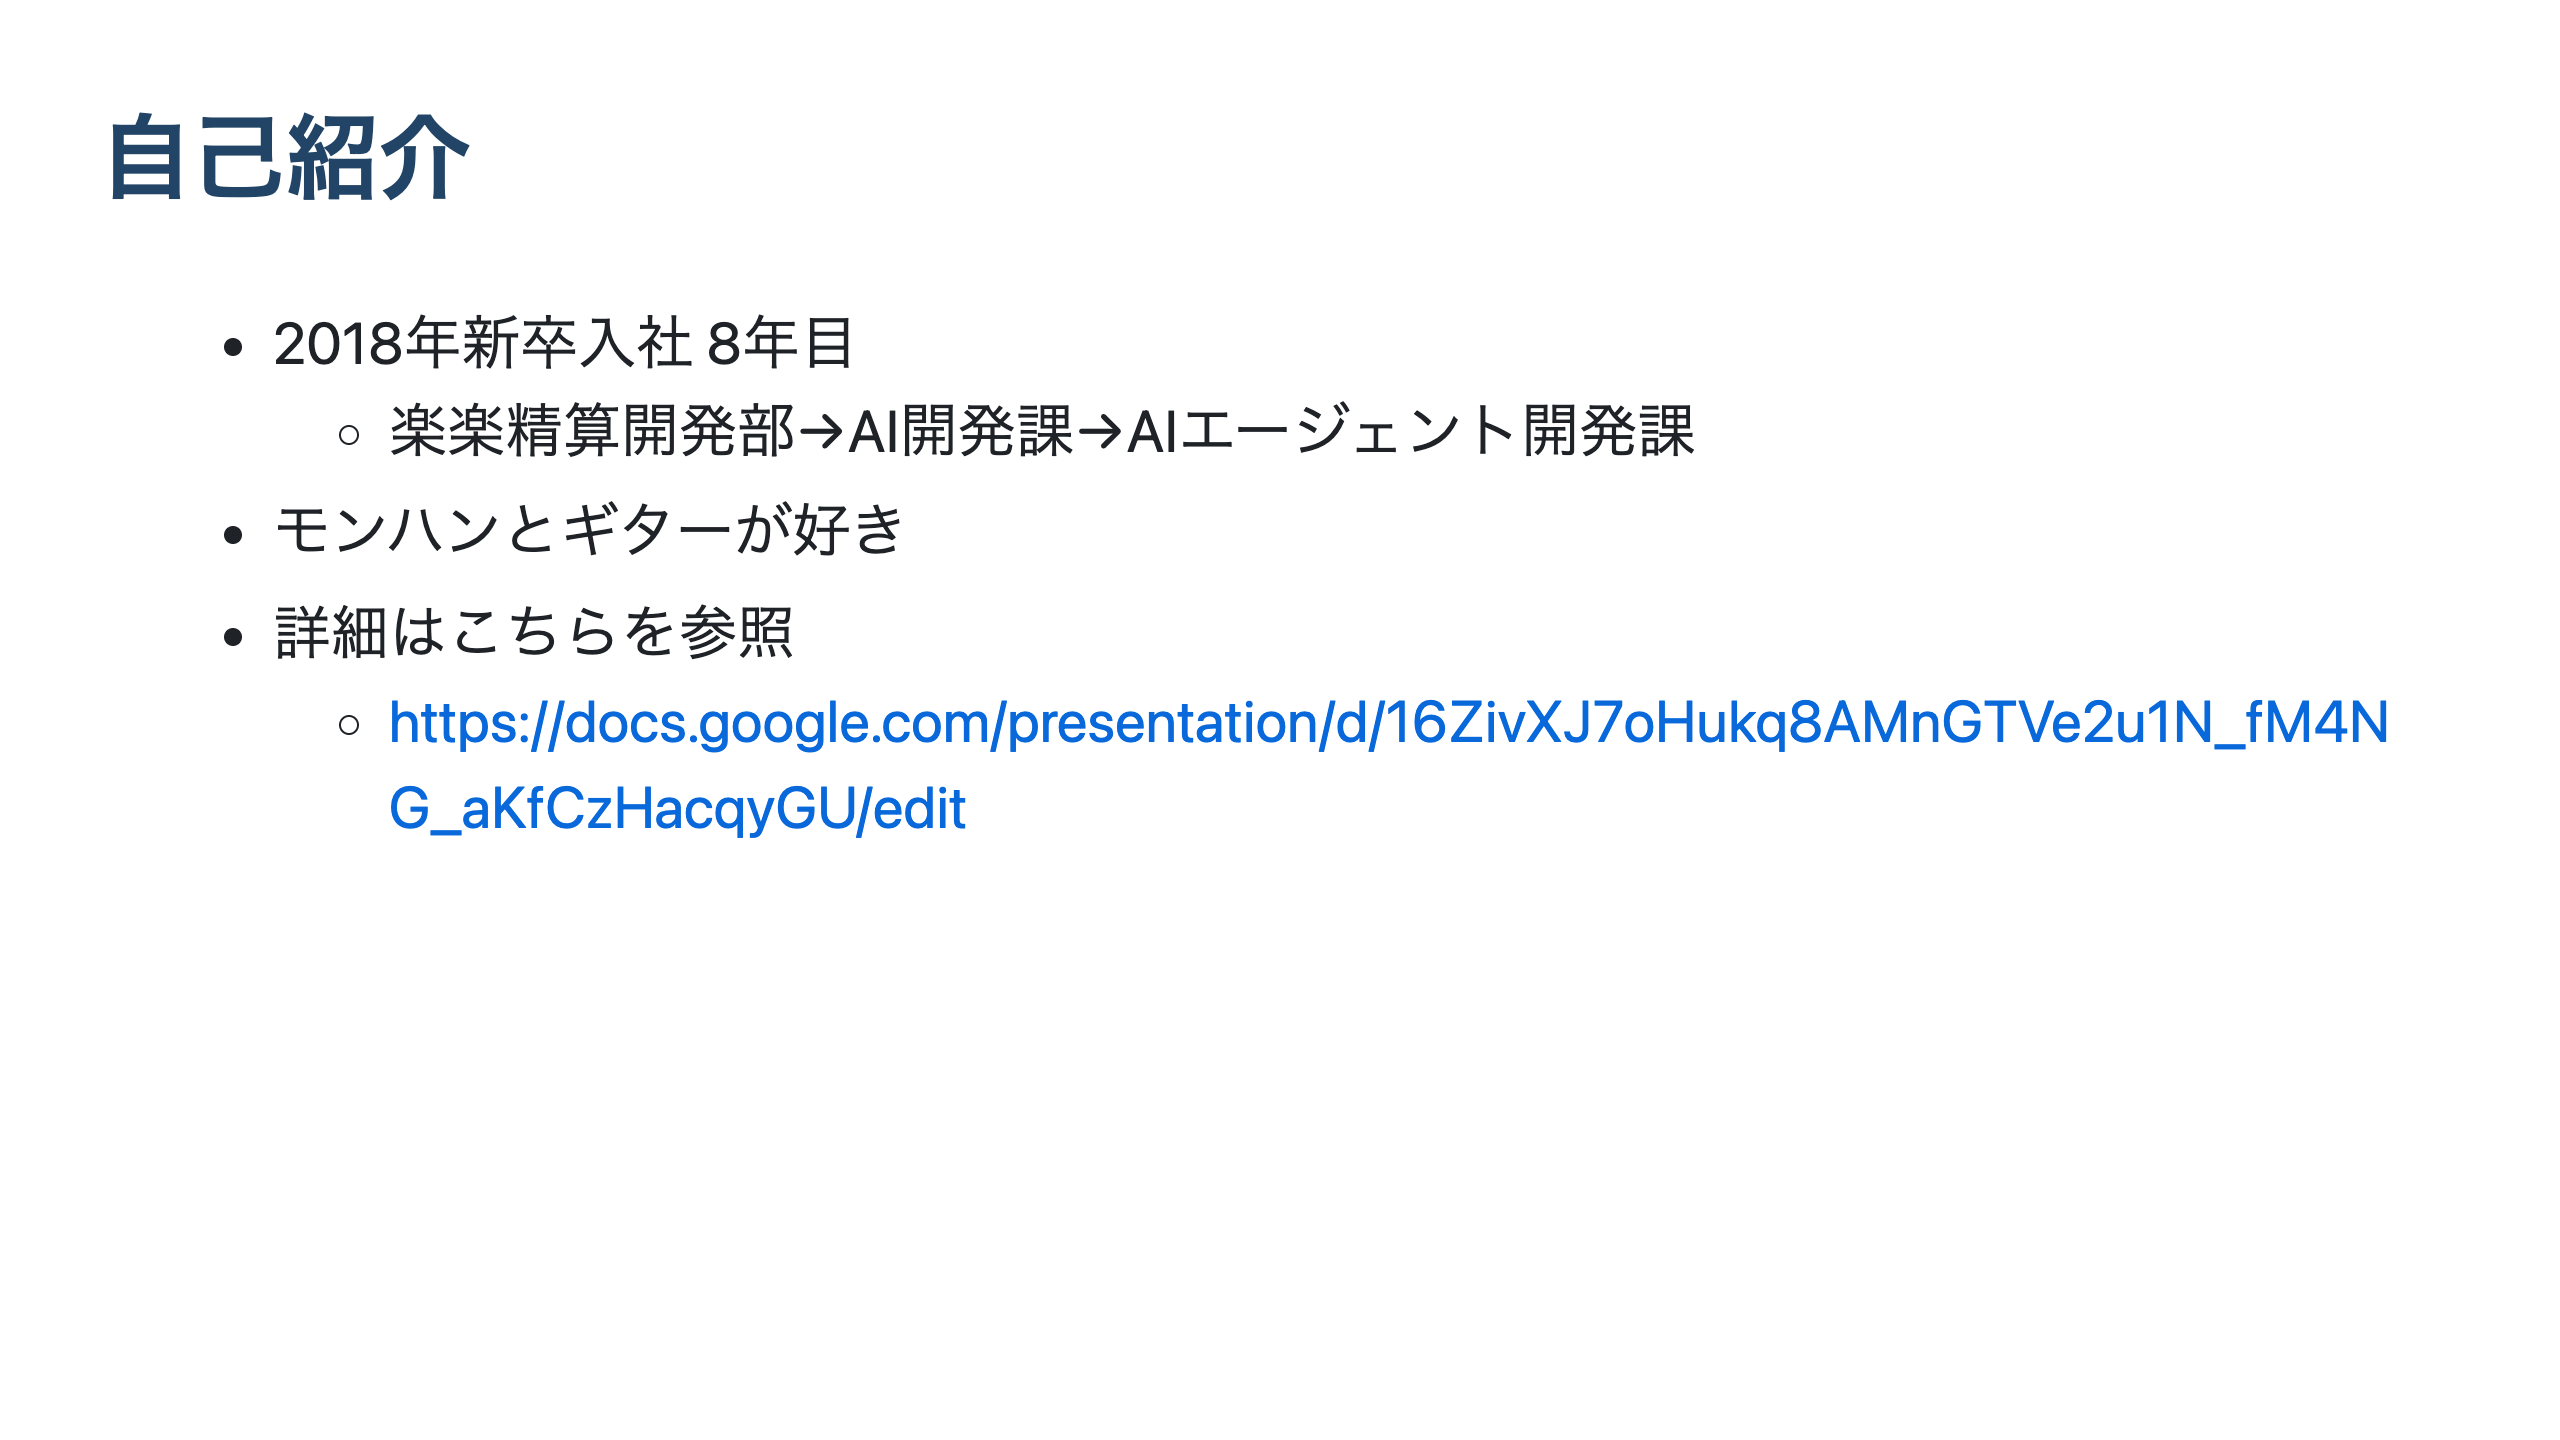 自己紹介
• 2018年新卒入社 8年目
◦ 楽楽精算開発部→AI開発課→AIエージェント開発課
• モンハンとギターが好き
• 詳細はこちらを参照
◦ https://docs.google.com/presentation/d/16ZivXJ7oHukq8AMnGTVe2u1N_fM4N
G_aKfCzHacqyGU/edit